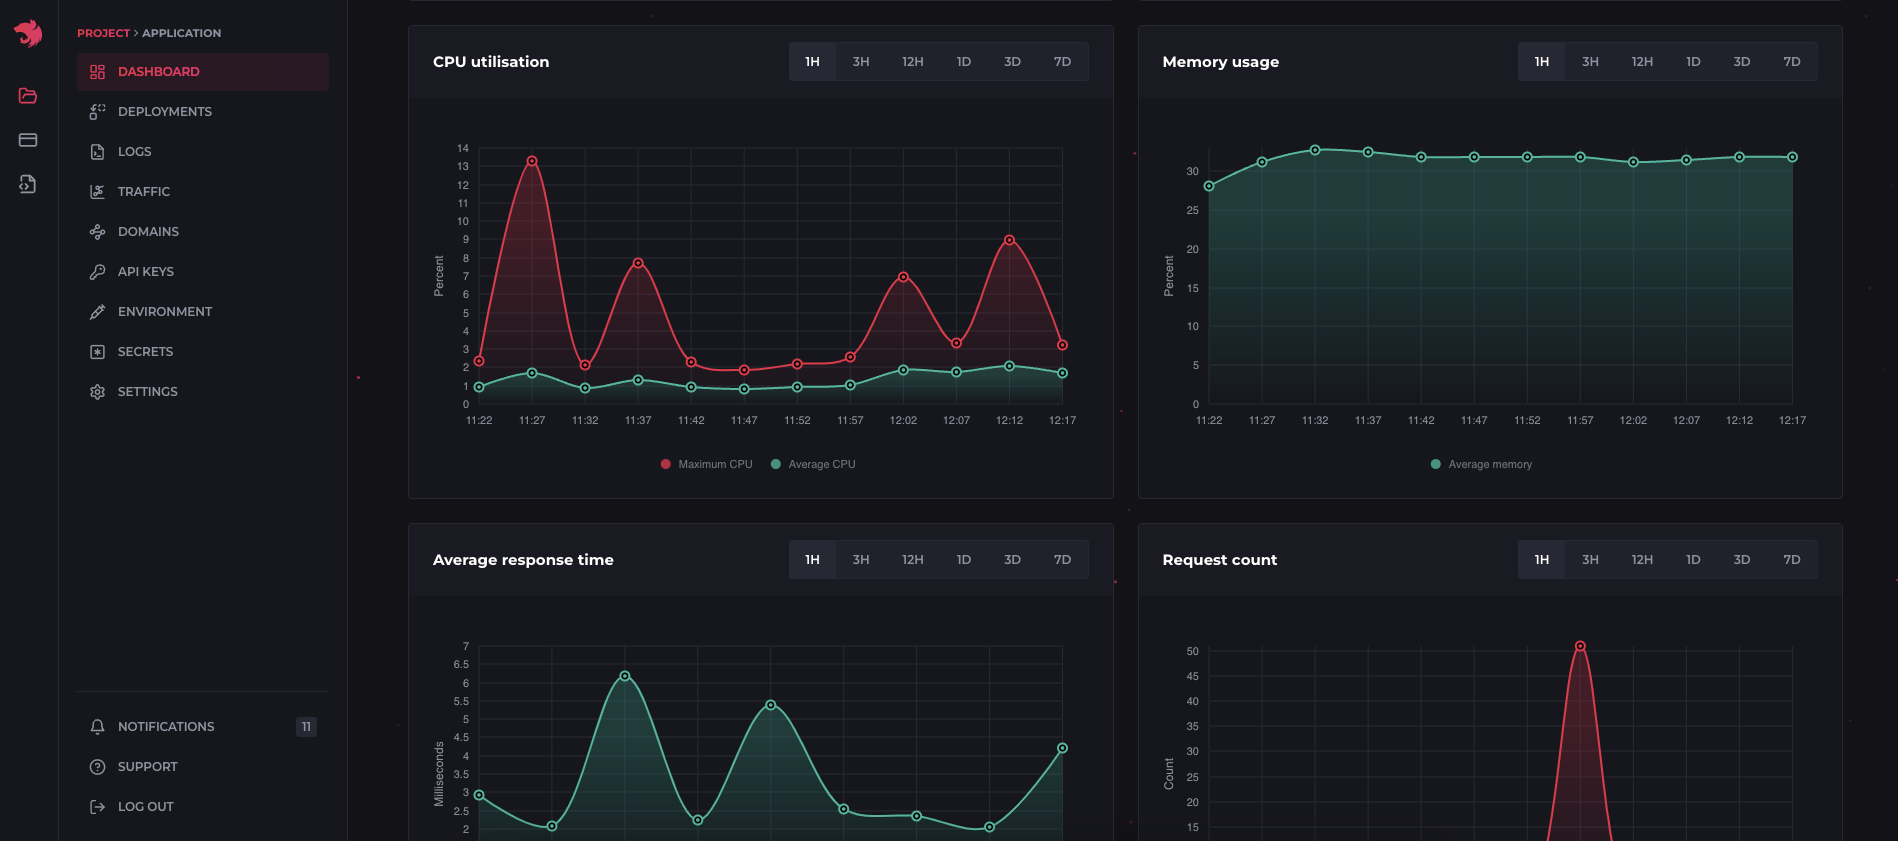 PROJECT > APPLICATION
DASHBOARD
DEPLOYMENTS
LOGS
TRAFFIC
DOMAINS
API KEYS
ENVIRONMENT
SECRETS
SETTINGS
NOTIFICATIONS 11
SUPPORT
LOG OUT
CPU utilisation
1H 3H 12H 1D 3D 7D
Percent
14
13
12
11
10
9
8
7
6
5
4
3
2
1
0
11:22 11:27 11:32 11:37 11:42 11:47 11:52 11:57 12:02 12:07 12:12 12:17
Maximum CPU Average CPU
Memory usage
1H 3H 12H 1D 3D 7D
Percent
30
25
20
15
10
5
0
11:22 11:27 11:32 11:37 11:42 11:47 11:52 11:57 12:02 12:07 12:12 12:17
Average memory
Average response time
1H 3H 12H 1D 3D 7D
Milliseconds
7
6.5
6
5.5
5
4.5
4
3.5
3
2.5
2
Request count
1H 3H 12H 1D 3D 7D
Count
50
45
40
35
30
25
20
15